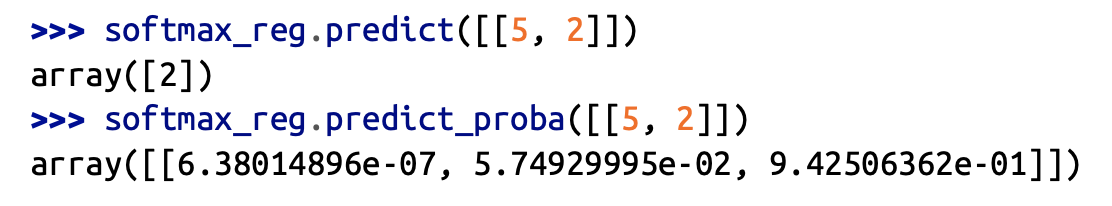 >>> softmax_reg.predict([[5, 2]])
array([2])
>>> softmax_reg.predict_proba([[5, 2]])
array([[6.38014896e-07, 5.74929995e-02, 9.42506362e-01]])